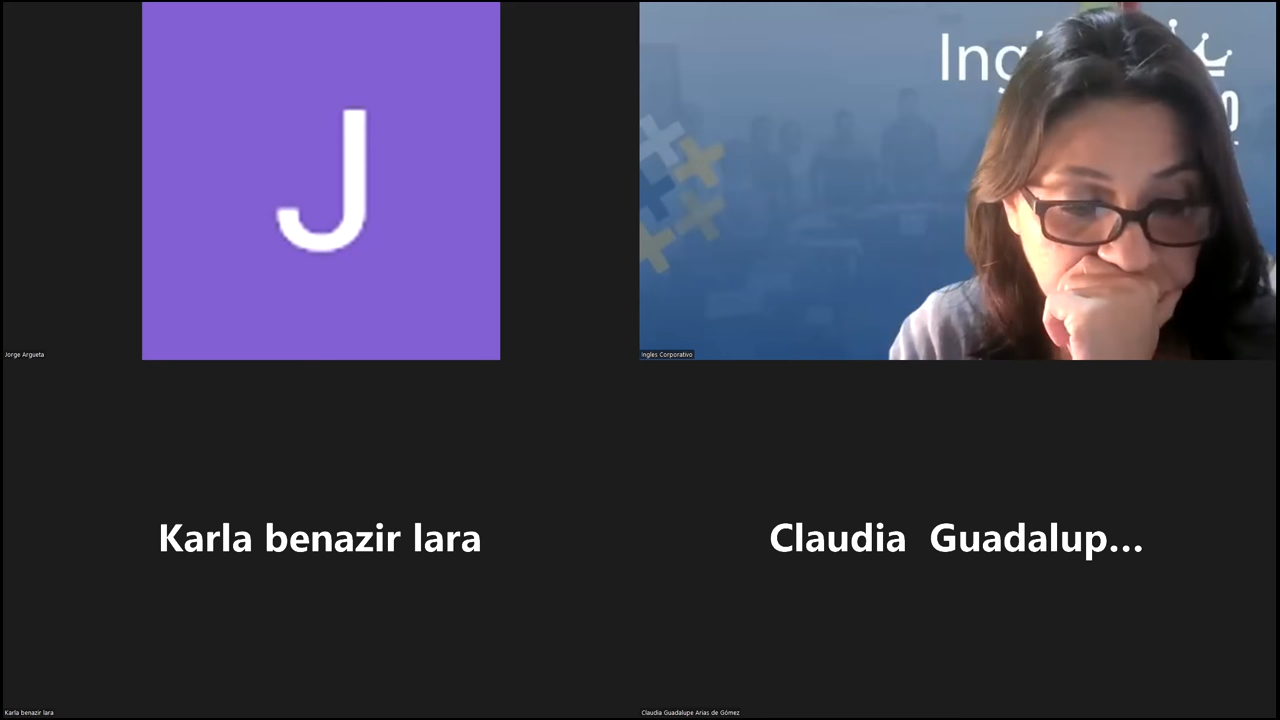 J
Jorge Argueta
Ingl
Ingles Corporativo
Karla benazir lara
Claudia Guadalup...
Karla benazir lara
Claudia Guadalupe Arias de Gómez